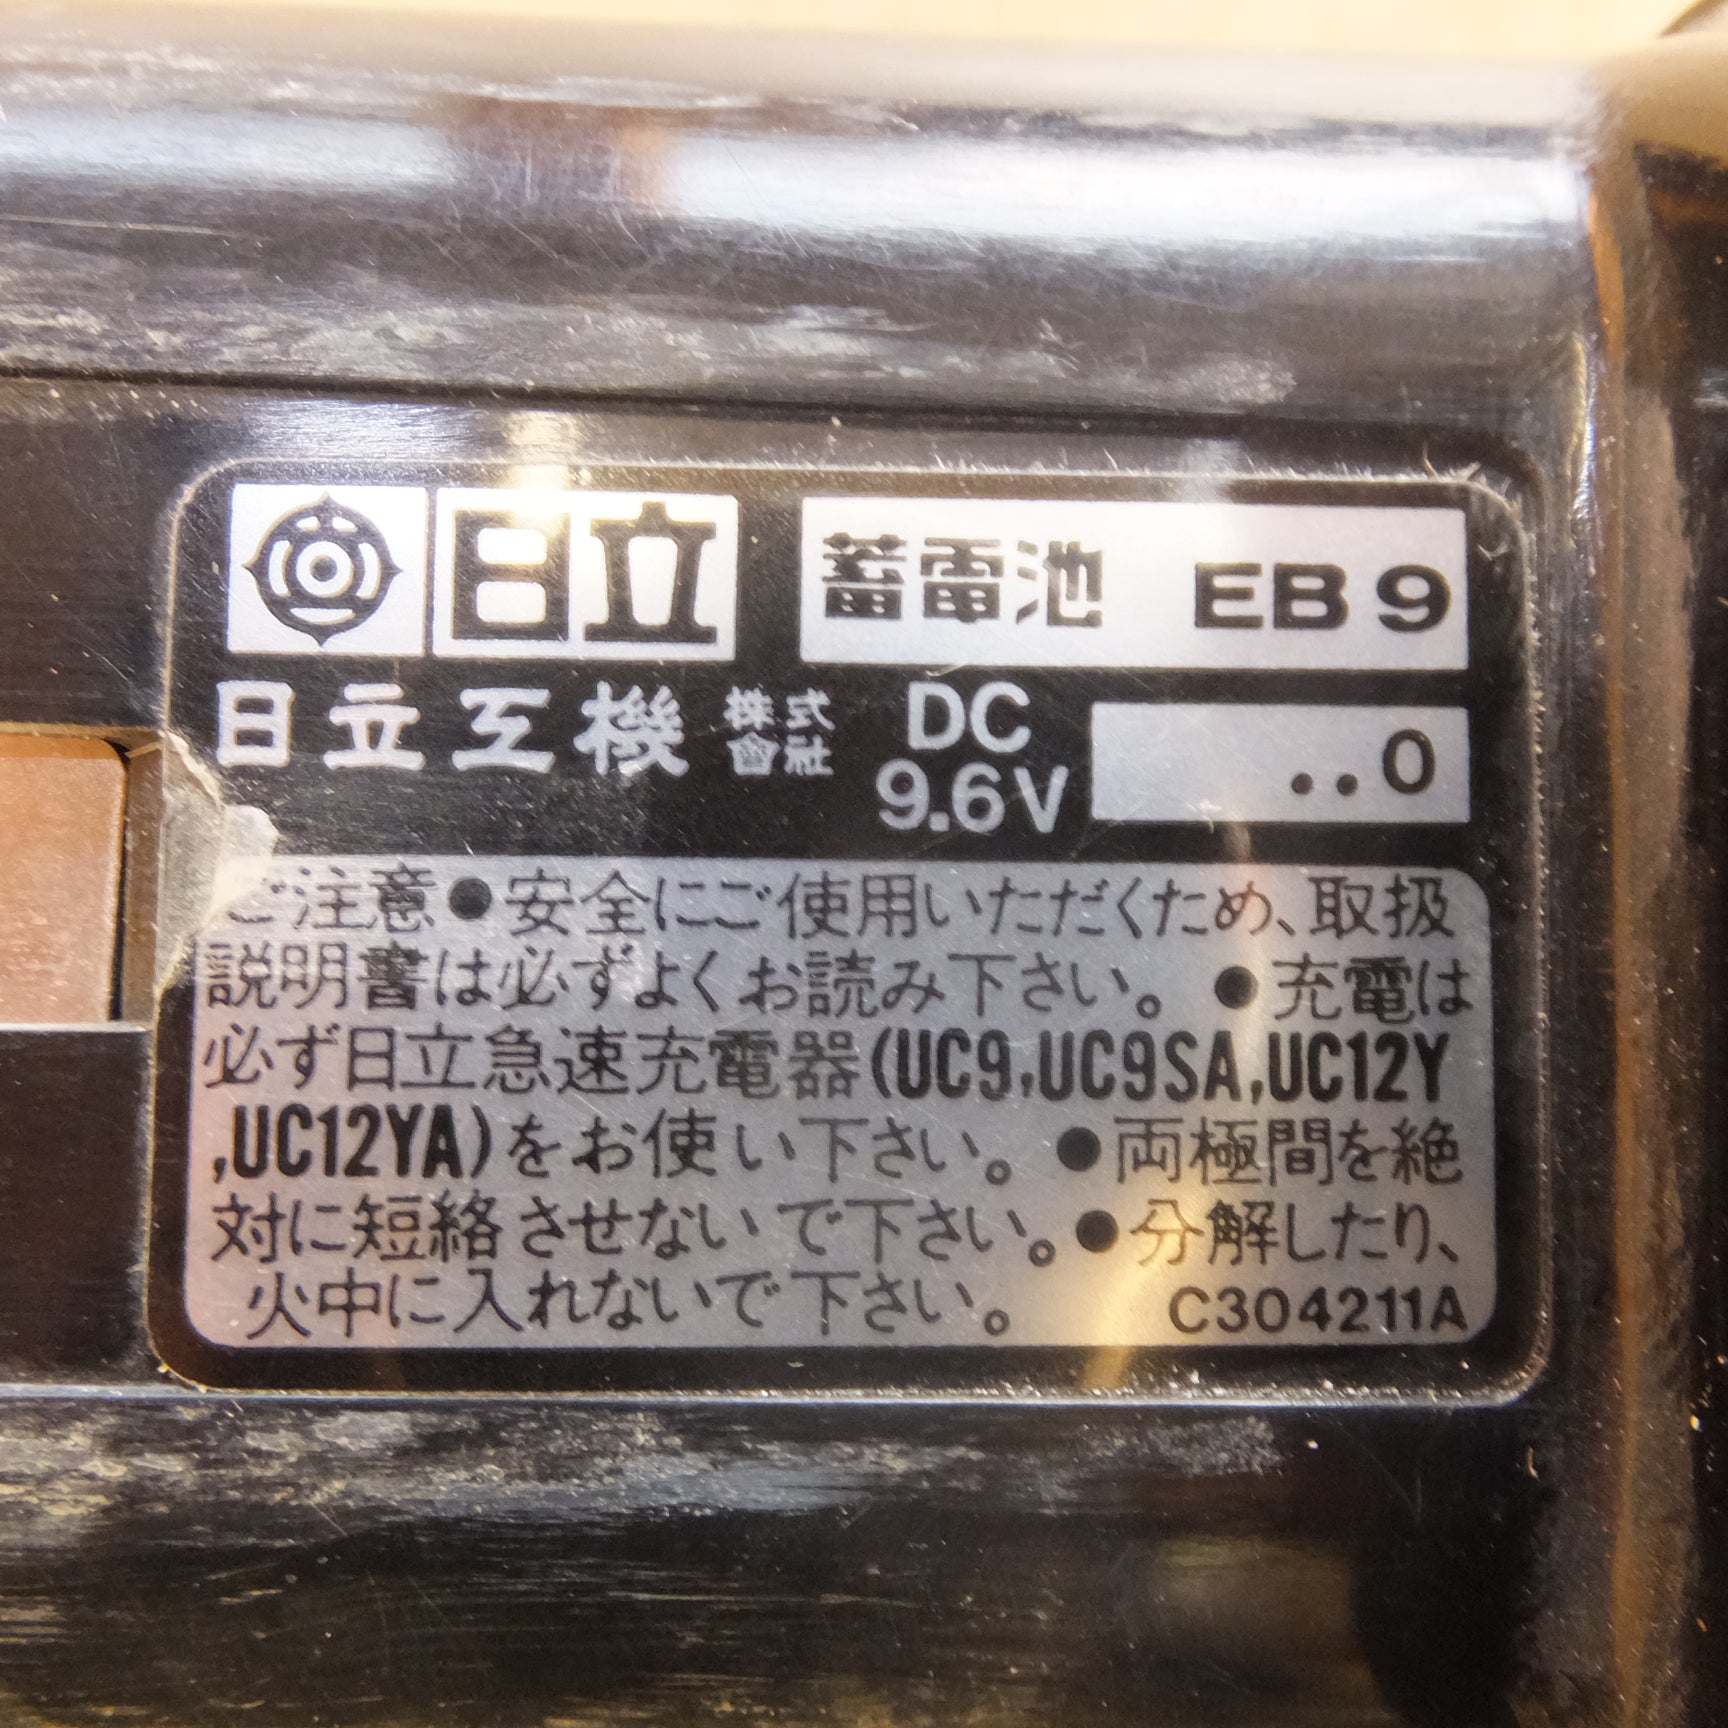 日立 蓄電池 EB 9
日立工機 株式會社 DC 9.6V ..0
ご注意●安全にご使用いただくため、取扱
説明書は必ずよくお読み下さい。●充電は
必ず日立急速充電器(UC9,UC9SA,UC12Y
,UC12YA)をお使い下さい。●両極間を絶
対に短絡させないで下さい。●分解したり、
火中に入れないで下さい。 C304211A